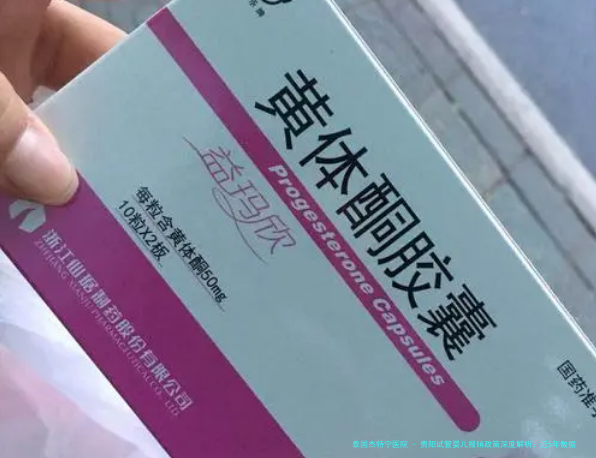 黄体酮胶囊
Progesterone Capsules
益玛欣
每粒含黄体酮50mg
10粒X2板
浙江仙琚制药股份有限公司
ZHEJIANG XIANJU PHARMACEUTICAL CO., LTD
国药准